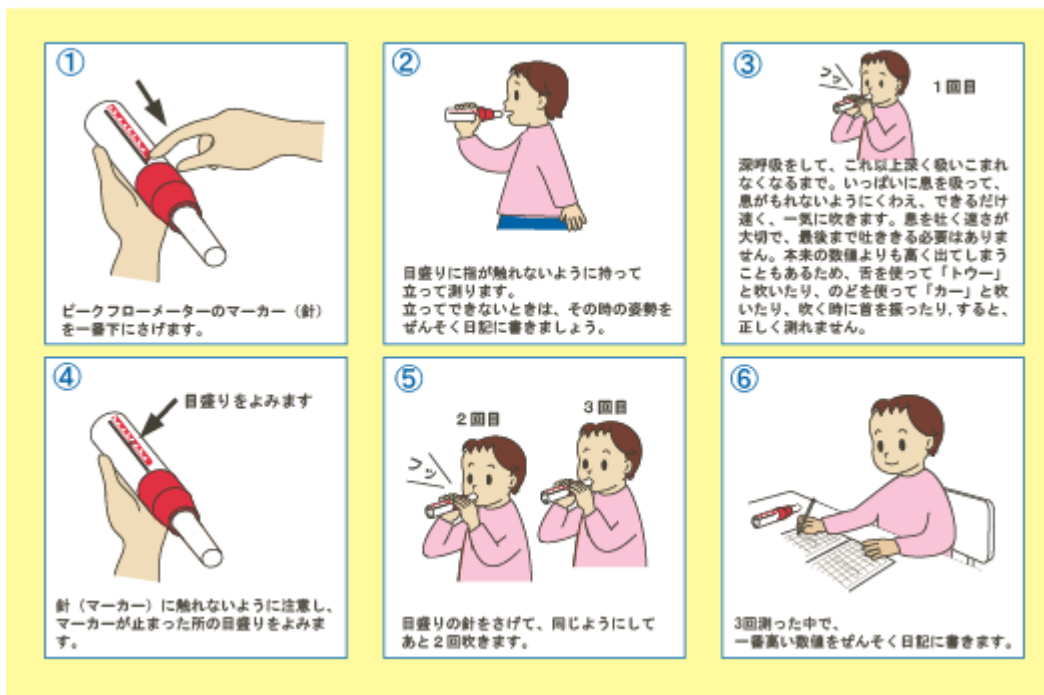 ①
ピークフローメーターのマーカー（針）
を一番下にさげます。
②
目盛りに指が触れないように持って
立って測ります。
立ってできないときは、その時の姿勢を
ぜんそく日記に書きましょう。
③
フッ
1回目
深呼吸をして、これ以上深く吸いこまれ
なくなるまで。いっぱいに息を吸って、
息がもれないようにくわえ、できるだけ
速く、一気に吹きます。息を吐く速さが
大切で、最後まで吐ききる必要はありま
せん。本来の数値よりも高く出てしまう
こともあるため、舌を使って「トゥー」
と吹いたり、のどを使って「カー」と吹
いたり、吹く時に首を振ったり,すると、
正しく測れません。
④
目盛りをよみます
針（マーカー）に触れないように注意し、
マーカーが止まった所の目盛りをよみま
す。
⑤
2回目
3回目
フッ
目盛りの針をさげて、同じようにして
あと2回吹きます。
⑥
3回測った中で、
一番高い数値をぜんそく日記に書きます。